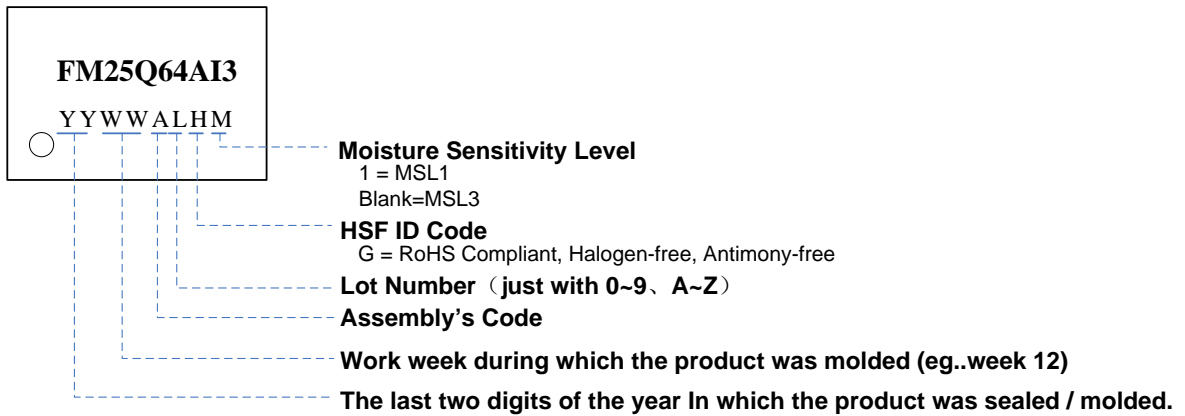 FM25Q64AI3
YYWWALHM
Moisture Sensitivity Level
1 = MSL1
Blank=MSL3
HSF ID Code
G = RoHS Compliant, Halogen-free, Antimony-free
Lot Number（just with 0~9、A~Z）
Assembly's Code
Work week during which the product was molded (eg..week 12)
The last two digits of the year In which the product was sealed / molded.